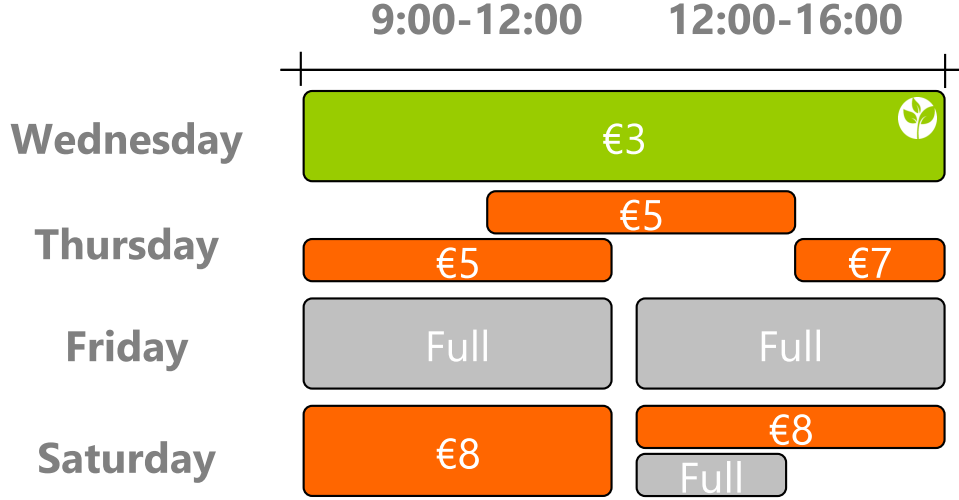 9:00-12:00 12:00-16:00
Wednesday €3
€5
Thursday
€5 €7
Friday Full Full
€8
Saturday €8
Full